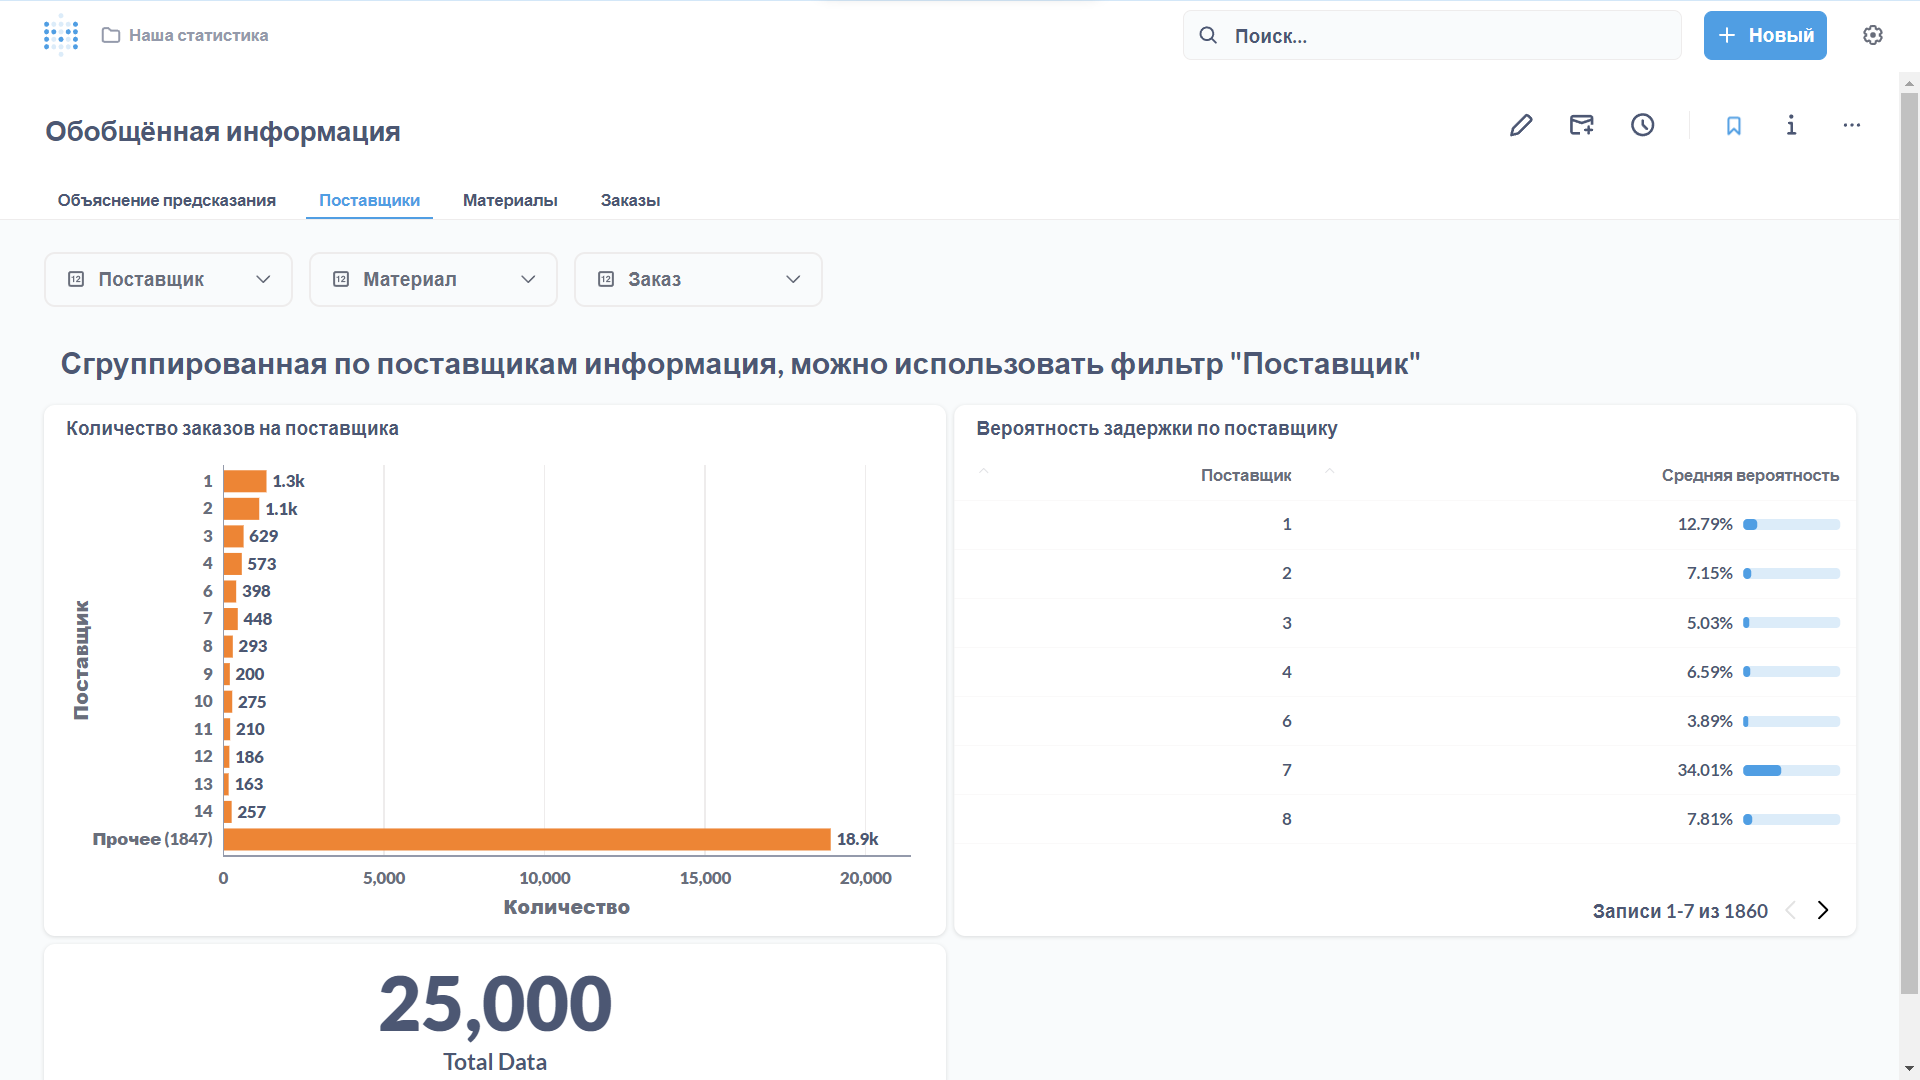 Наша статистика
Поиск...
Новый
Обобщённая информация
Объяснение предсказания
Поставщики
Материалы
Заказы
12 Поставщик
12 Материал
12 Заказ
Сгруппированная по поставщикам информация, можно использовать фильтр "Поставщик"
Количество заказов на поставщика
Поставщик
1 1.3k
2 1.1k
3 629
4 573
6 398
7 448
8 293
9 200
10 275
11 210
12 186
13 163
14 257
Прочее (1847) 18.9k
0 5,000 10,000 15,000 20,000
Количество
Вероятность задержки по поставщику
Поставщик Средняя вероятность
1 12.79%
2 7.15%
3 5.03%
4 6.59%
6 3.89%
7 34.01%
8 7.81%
Записи 1-7 из 1860
25,000
Total Data